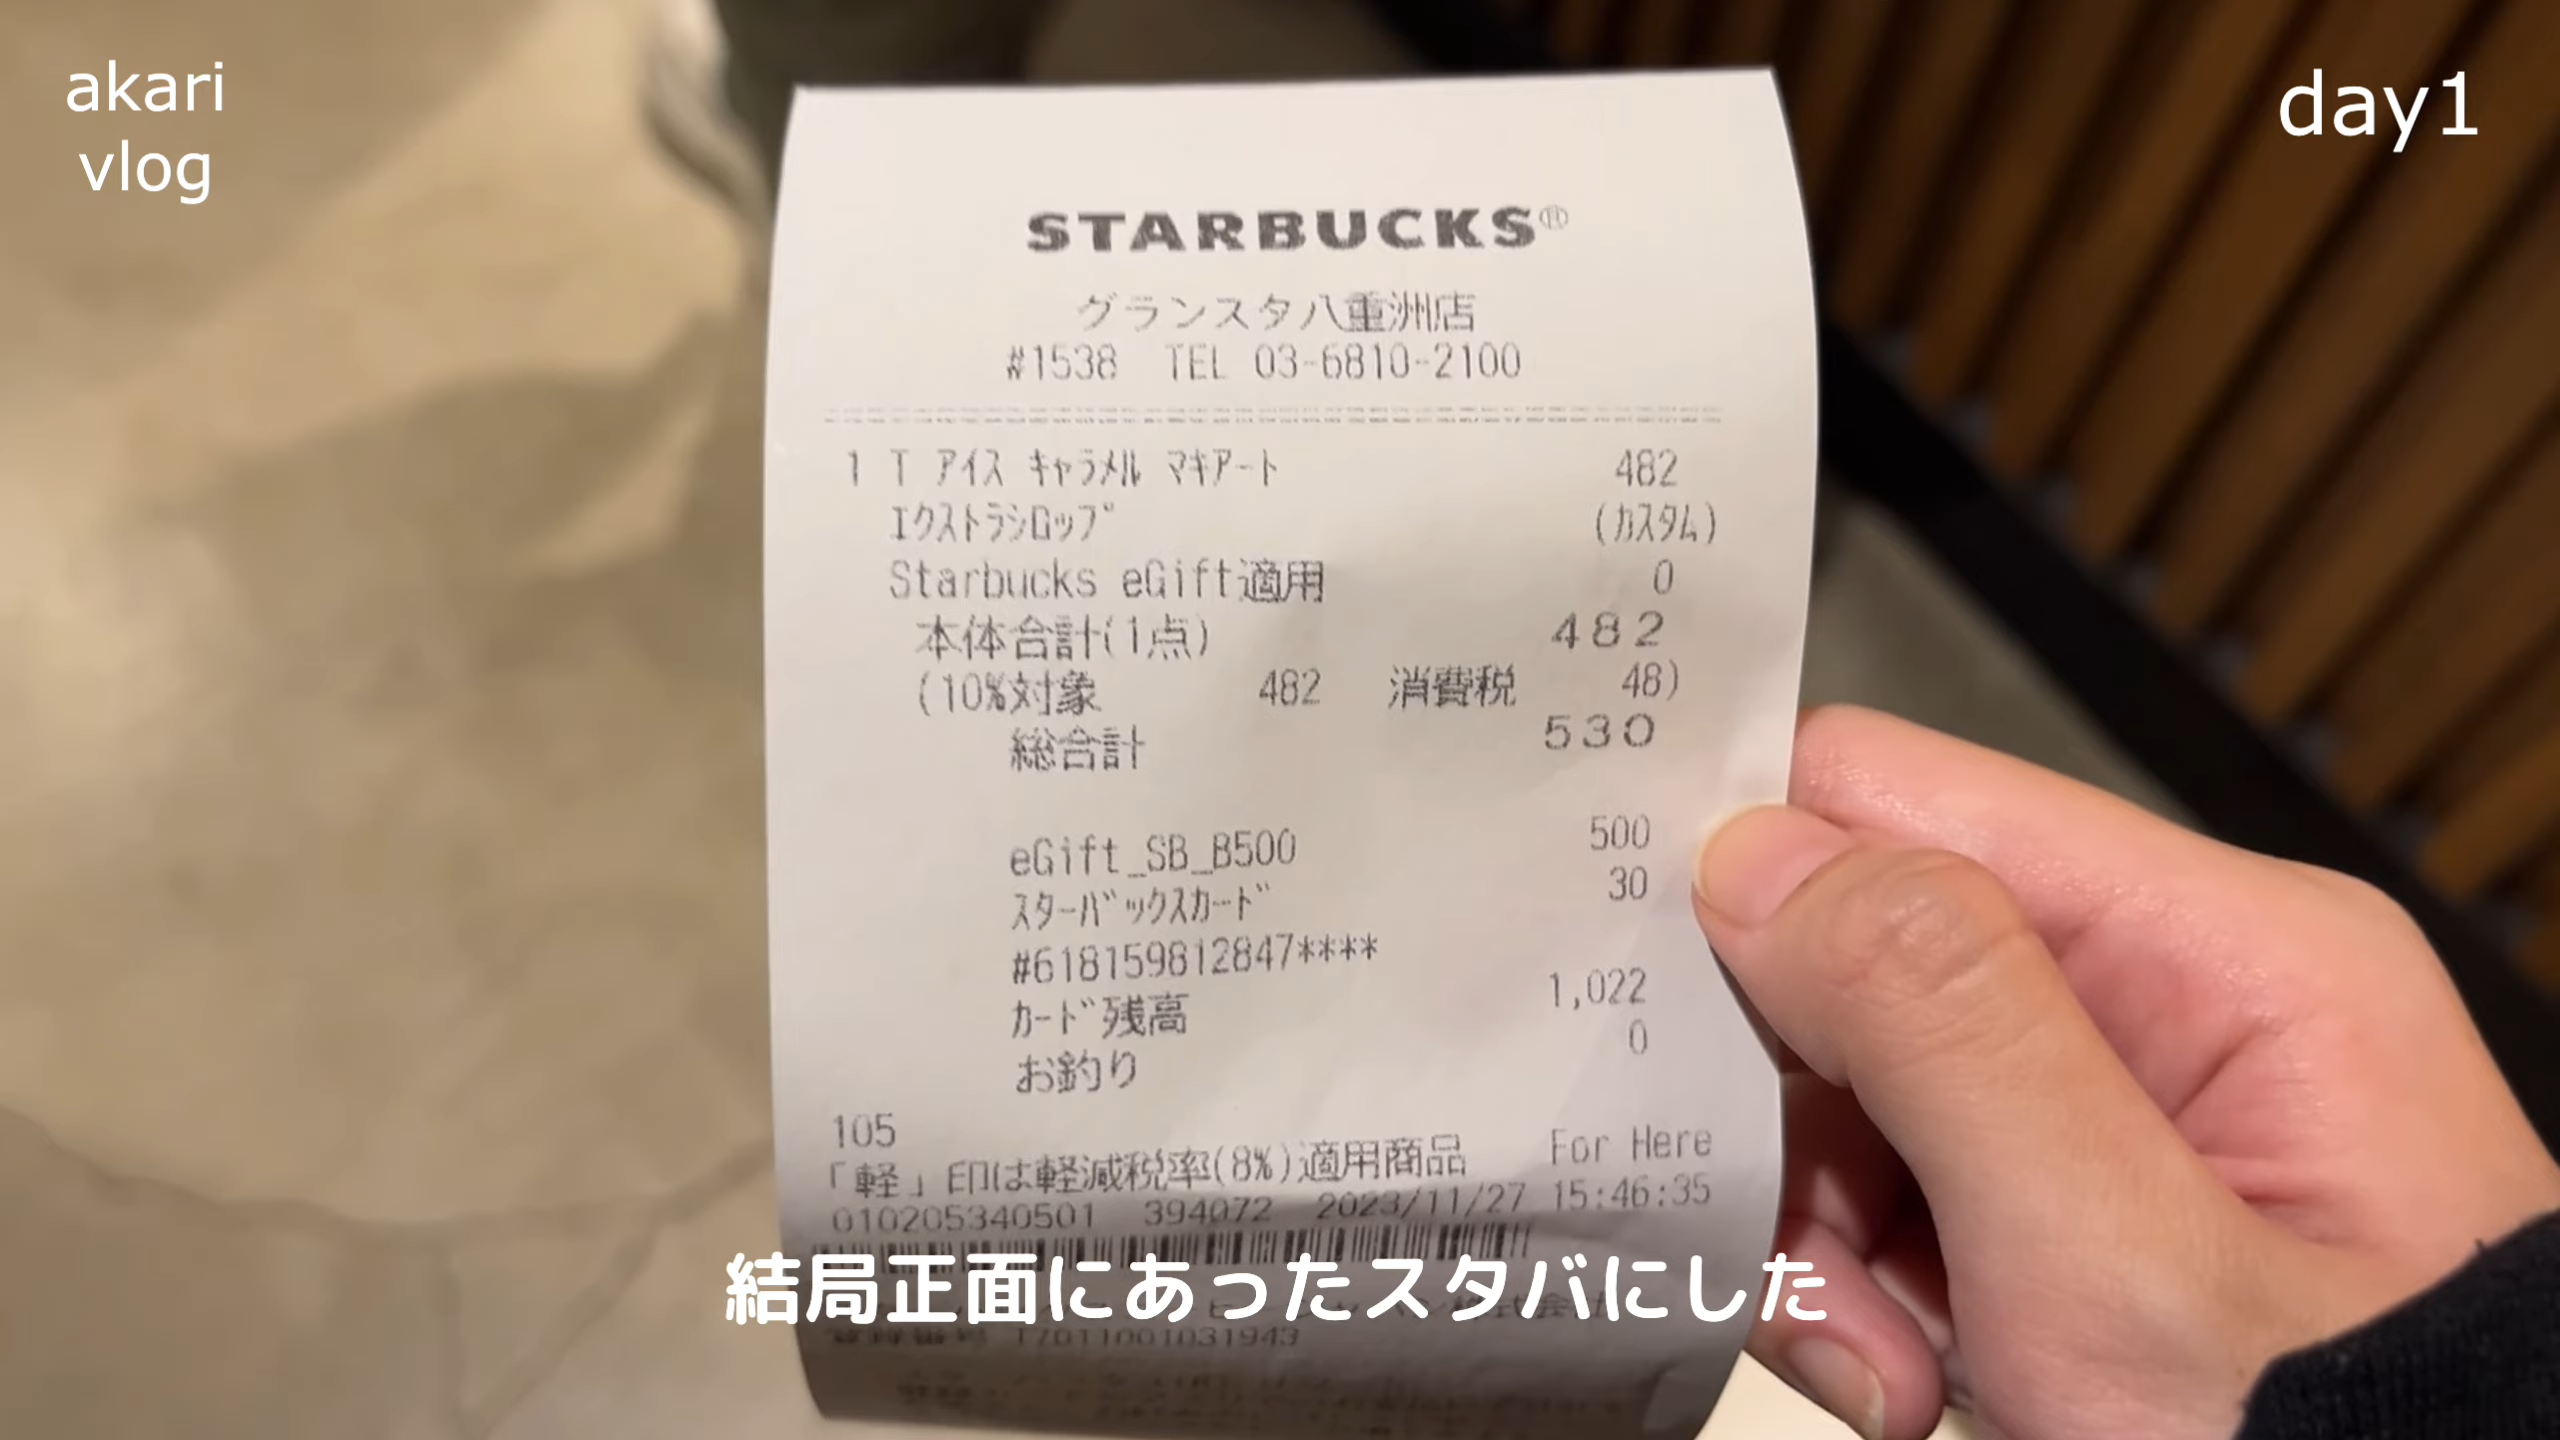 akari
vlog
day1
STARBUCKS®
グランスタ八重洲店
#1538 TEL 03-6810-2100
1 T アイス キャラメル マキアート 482
エクストラシロップ (カスタム)
Starbucks eGift適用 0
本体合計(1点) 482
(10%対象 482 消費税 48)
総合計 530
eGift_SB_B500 500
スターバックスカード 30
#618159812847****
カード残高 1,022
お釣り 0
105
「軽」印は軽減税率(8%)適用商品 For Here
010205340501 394072 2023/11/27 15:46:35
結局正面にあったスタバにした
T7011001031943